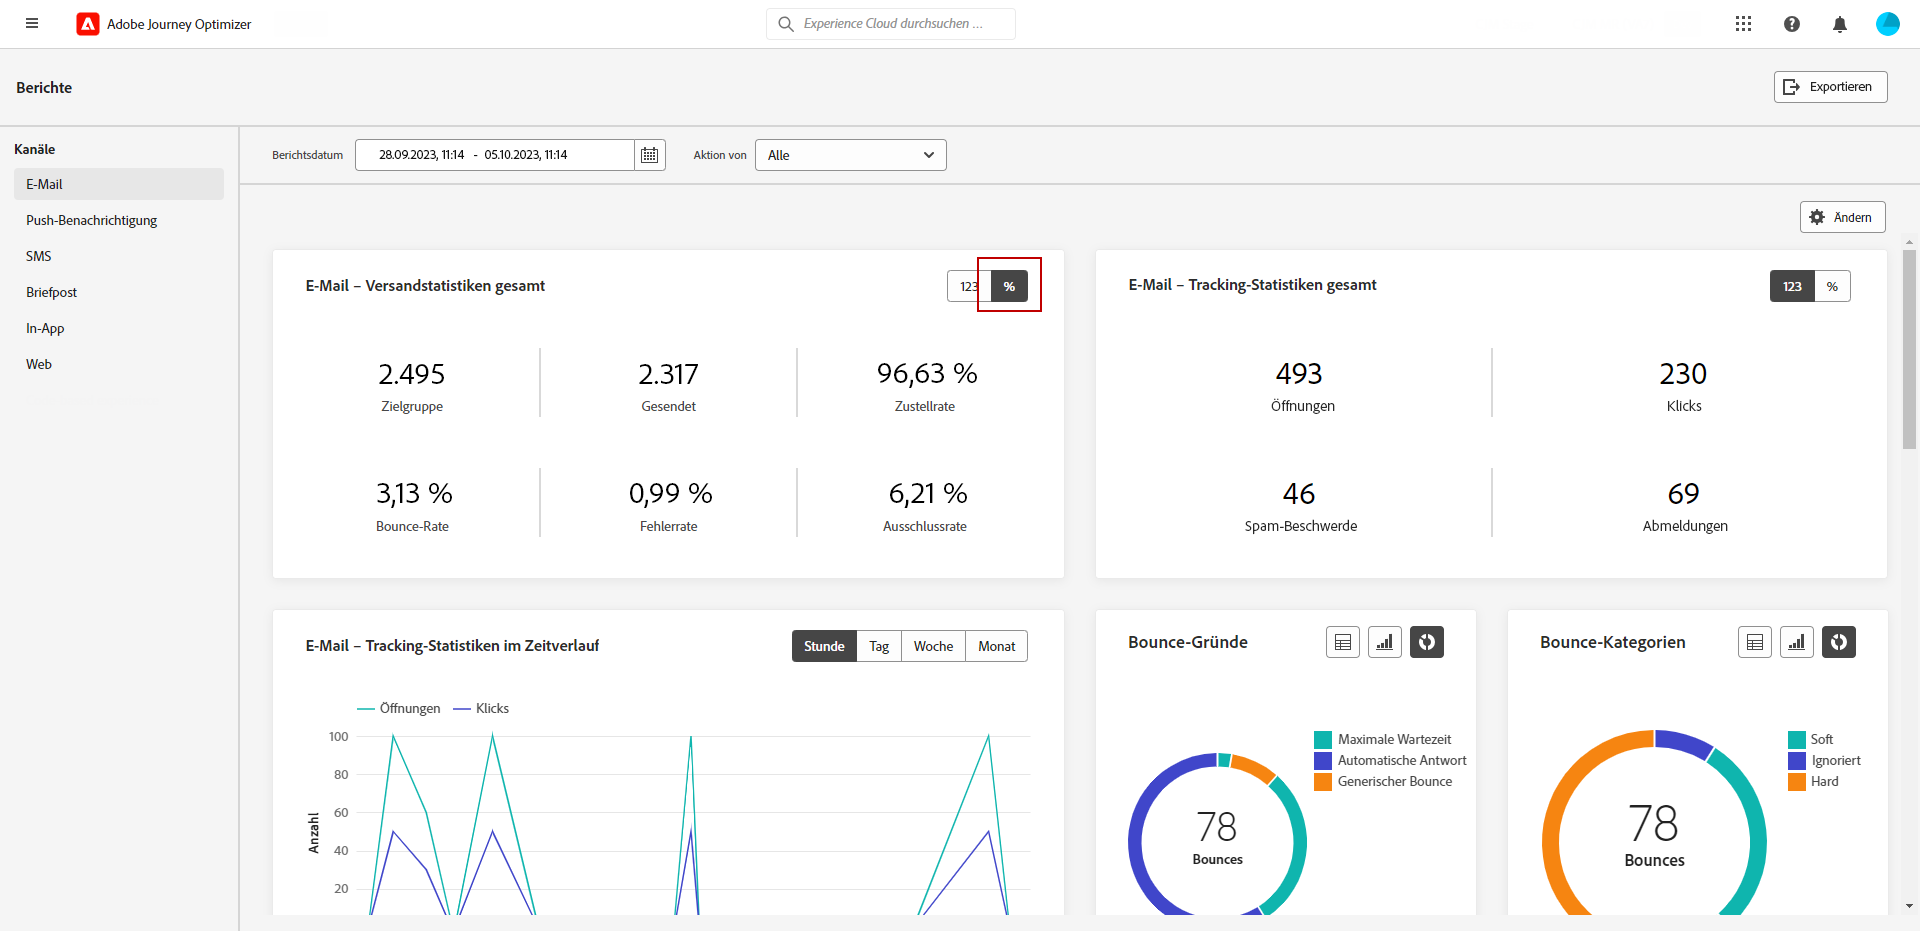 Adobe Journey Optimizer
Experience Cloud durchsuchen ...
Berichte
Exportieren
Kanäle
E-Mail
Push-Benachrichtigung
SMS
Briefpost
In-App
Web
Berichtsdatum
28.09.2023, 11:14 - 05.10.2023, 11:14
Aktion von
Alle
Ändern
E-Mail – Versandstatistiken gesamt
123 %
2.495
Zielgruppe
2.317
Gesendet
96,63 %
Zustellrate
3,13 %
Bounce-Rate
0,99 %
Fehlerrate
6,21 %
Ausschlussrate
E-Mail – Tracking-Statistiken gesamt
123 %
493
Öffnungen
230
Klicks
46
Spam-Beschwerde
69
Abmeldungen
E-Mail – Tracking-Statistiken im Zeitverlauf
Stunde Tag Woche Monat
Öffnungen Klicks
Anzahl
100
80
60
40
20
Bounce-Gründe
Maximale Wartezeit
Automatische Antwort
Generischer Bounce
78
Bounces
Bounce-Kategorien
Soft
Ignoriert
Hard
78
Bounces